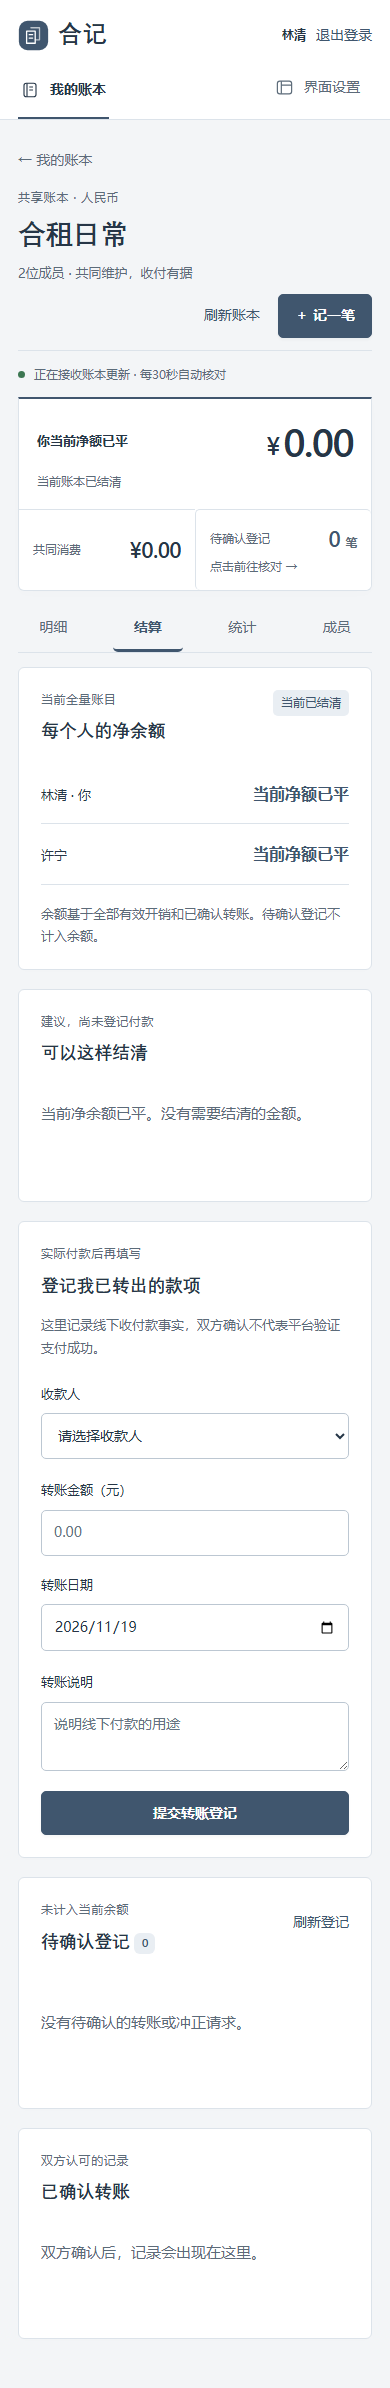 合记
林清 退出登录
我的账本
界面设置
← 我的账本
共享账本 · 人民币
合租日常
2位成员 · 共同维护，收付有据
刷新账本
+ 记一笔
正在接收账本更新 · 每30秒自动核对
你当前净额已平
¥0.00
当前账本已结清
共同消费
¥0.00
待确认登记
0 笔
点击前往核对 →
明细
结算
统计
成员
当前全量账目
当前已结清
每个人的净余额
林清 · 你
当前净额已平
许宁
当前净额已平
余额基于全部有效开销和已确认转账。待确认登记不
计入余额。
建议，尚未登记付款
可以这样结清
当前净余额已平。没有需要结清的金额。
实际付款后再填写
登记我已转出的款项
这里记录线下收付款事实，双方确认不代表平台验证
支付成功。
收款人
请选择收款人
转账金额（元）
0.00
转账日期
2026/11/19
转账说明
说明线下付款的用途
提交转账登记
未计入当前余额
刷新登记
待确认登记 0
没有待确认的转账或冲正请求。
双方认可的记录
已确认转账
双方确认后，记录会出现在这里。